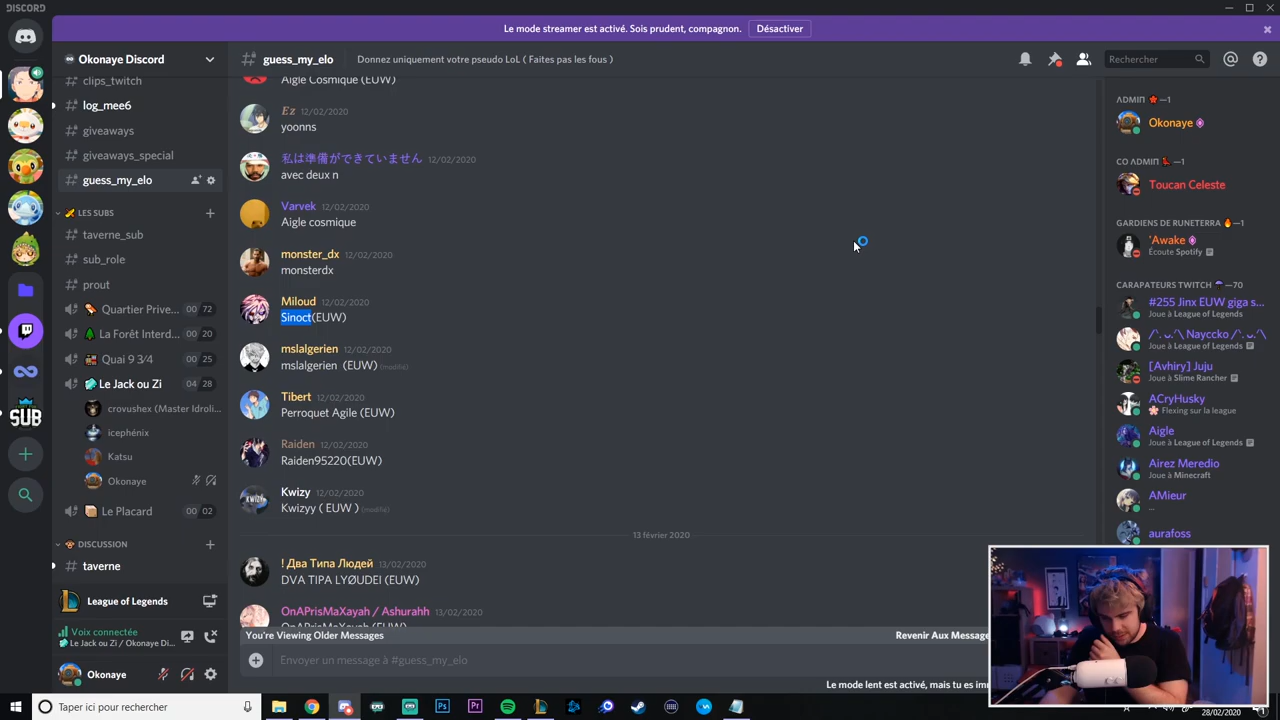 DISCORD
Le mode streamer est activé. Sois prudent, compagnon. Désactiver
Okonaye Discord
clips_twitch
log_mee6
giveaways
giveaways_special
guess_my_elo
LES SUBS
taverne_sub
sub_role
prout
Quartier Prive... 00 72
La Forêt Interd... 00 20
Quai 9 3/4 00 25
Le Jack ou Zi 04 28
crovushex (Master Idroli...
icephénix
Katsu
Okonaye
Le Placard 00 02
DISCUSSION
taverne
League of Legends
Voix connectée
Le Jack ou Zi / Okonaye Di...
Okonaye
SUB
guess_my_elo Donnez uniquement votre pseudo LoL ( Faites pas les fous )
Rechercher
Aigle Cosmique (EUW)
Ez 12/02/2020
yoonns
私は準備ができていません 12/02/2020
avec deux n
Varvek 12/02/2020
Aigle cosmique
monster_dx 12/02/2020
monsterdx
Miloud 12/02/2020
Sinoct(EUW)
mslalgerien 12/02/2020
mslalgerien (EUW) (modifié)
Tibert 12/02/2020
Perroquet Agile (EUW)
Raiden 12/02/2020
Raiden95220(EUW)
Kwizy 12/02/2020
Kwizyy ( EUW ) (modifié)
13 février 2020
! Два Типа Людей 13/02/2020
DVA TIPA LYØUDEI (EUW)
OnAPrisMaXayah / Ashurahh 13/02/2020
OnAPrisMaXayah (EUW)
You're Viewing Older Messages Revenir Aux Message
Envoyer un message à #guess_my_elo
Le mode lent est activé, mais tu es im
ΛDMIП —1
Okonaye
CO ΛDMIП —1
Toucan Celeste
GARDIENS DE RUNETERRA —1
'Awake
Écoute Spotify
CARAPATEURS TWITCH —70
#255 Jinx EUW giga s...
Joue à League of Legends
Nayccko
Joue à League of Legends
[Avhiry] Juju
Joue à Slime Rancher
ACryHusky
Flexing sur la league
Aigle
Joue à League of Legends
Airez Meredio
Joue à Minecraft
AMieur
...
aurafoss
Taper ici pour rechercher
Ps
Pr
28/02/2020